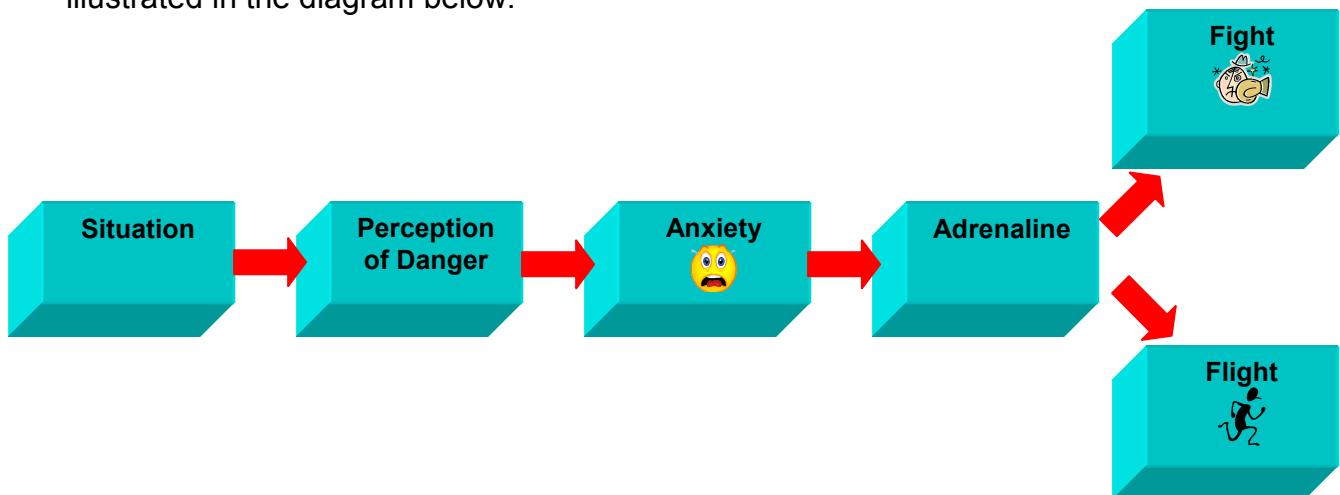 illustrated in the diagram below.
Fight
Situation
Perception
of Danger
Anxiety
Adrenaline
Flight